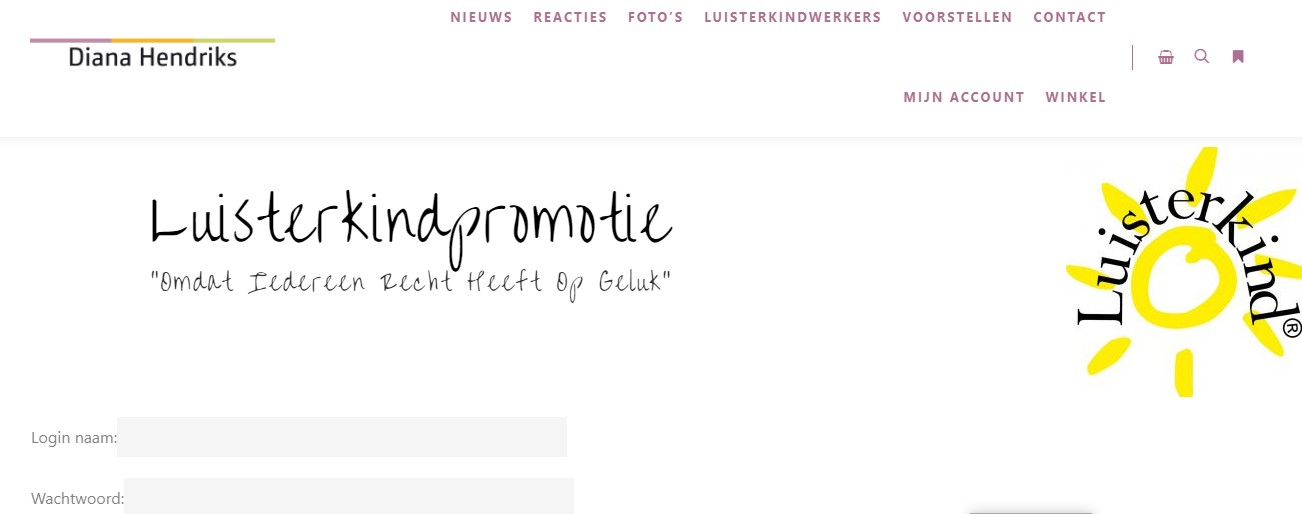 NIEUWS REACTIES FOTO’S LUISTERKINDWERKERS VOORSTELLEN CONTACT
Diana Hendriks
MIJN ACCOUNT WINKEL
Luisterkindpromotie
"Omdat Iedereen Recht Heeft Op Geluk"
Luisterkind®
Login naam:
Wachtwoord: